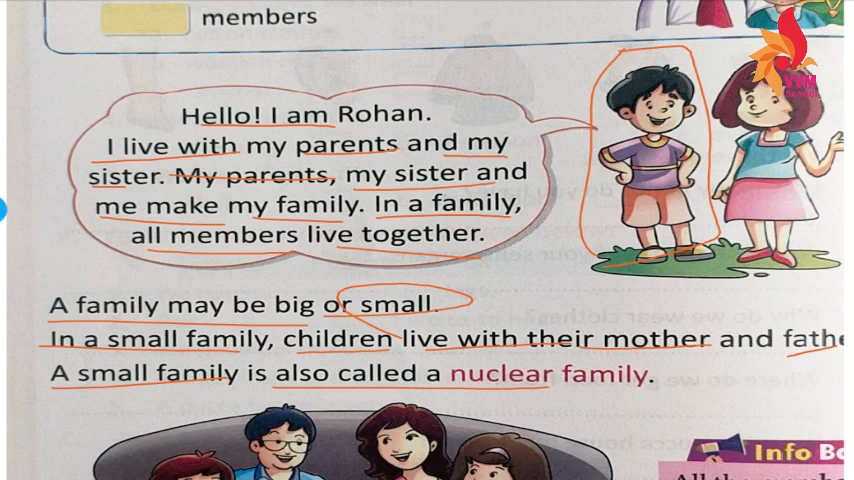 members
Hello! I am Rohan.
I live with my parents and my
sister. My parents, my sister and
me make my family. In a family,
all members live together.
A family may be big or small.
In a small family, children live with their mother and fathe
A small family is also called a nuclear family.
Info Bo
VVM